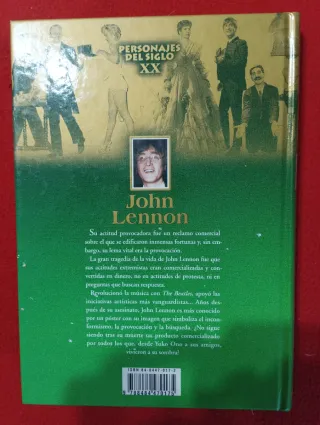 PERSONAJES
DEL SIGLO
XX
John
Lennon
Su actitud provocadora fue un reclamo comercial
sobre el que se edificaron inmensas fortunas y, sin em-
bargo, su lema vital era la provocación.
La gran tragedia de la vida de John Lennon fue que
sus actitudes extremistas eran comercializadas y con-
vertidas en dinero, no en actitudes de protesta, ni en
preguntas que buscan respuesta.
Revolucionó la música con The Beatles, apoyó las
iniciativas artísticas más vanguardistas... Años des-
pués de su asesinato, John Lennon es más conocido
por un póster con su imagen que simboliza el incon-
formismo, la provocación y la búsqueda. ¿No sigue
siendo tras su muerte un producto comercializado
por todos los que, desde Yoko Ono a sus amigos,
vivieron a su sombra?